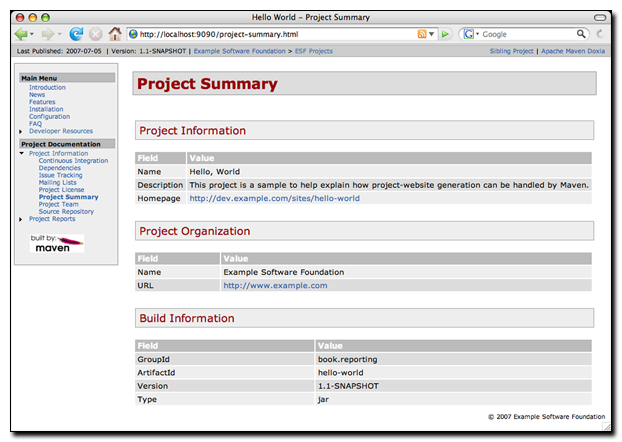 Hello World – Project Summary
http://localhost:9090/project-summary.html
Google
Last Published: 2007-07-05 | Version: 1.1-SNAPSHOT | Example Software Foundation > ESF Projects
Sibling Project | Apache Maven Doxia
Main Menu
Introduction
News
Features
Installation
Configuration
FAQ
Developer Resources
Project Documentation
Project Information
Continuous Integration
Dependencies
Issue Tracking
Mailing Lists
Project License
Project Summary
Project Team
Source Repository
Project Reports
built by:
maven
Project Summary
Project Information
Field Value
Name Hello, World
Description This project is a sample to help explain how project-website generation can be handled by Maven.
Homepage http://dev.example.com/sites/hello-world
Project Organization
Field Value
Name Example Software Foundation
URL http://www.example.com
Build Information
Field Value
GroupId book.reporting
ArtifactId hello-world
Version 1.1-SNAPSHOT
Type jar
© 2007 Example Software Foundation